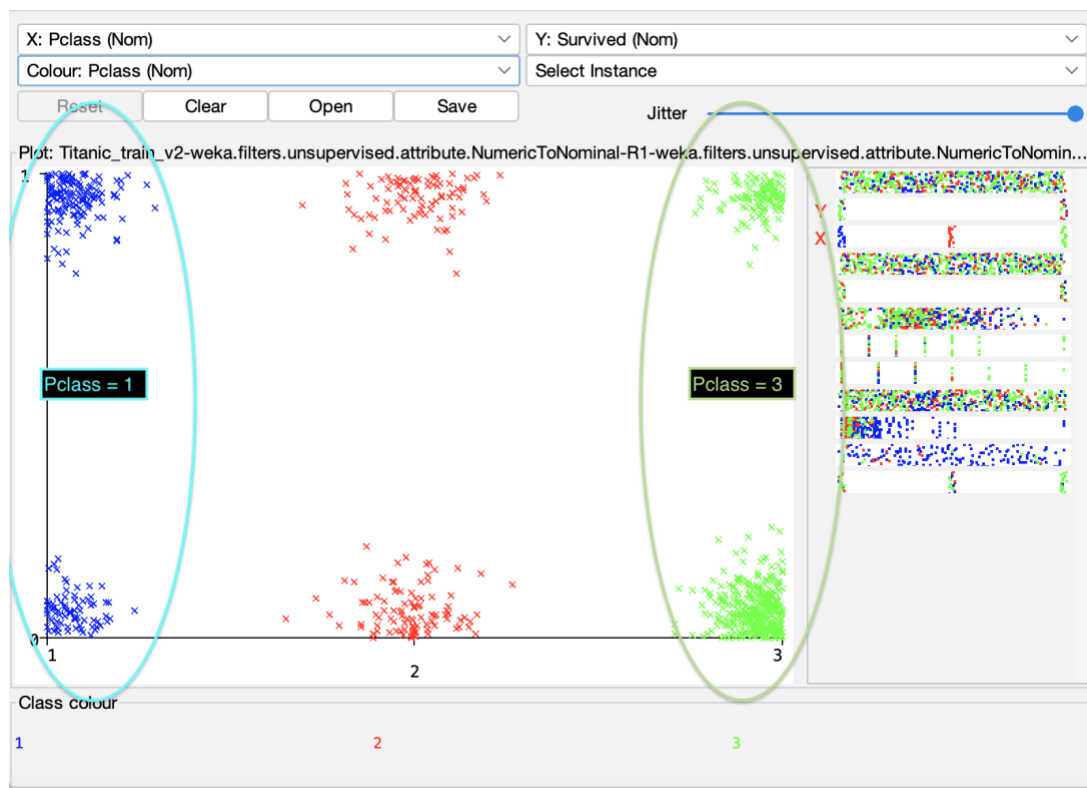 X: Pclass (Nom)
Y: Survived (Nom)
Colour: Pclass (Nom)
Select Instance
Reset
Clear
Open
Save
Jitter
Plot: Titanic_train_v2-weka.filters.unsupervised.attribute.NumericToNominal-R1-weka.filters.unsupervised.attribute.NumericToNomin...
1
Y
X
Pclass = 1
Pclass = 3
0
1
2
3
Class colour
1
2
3